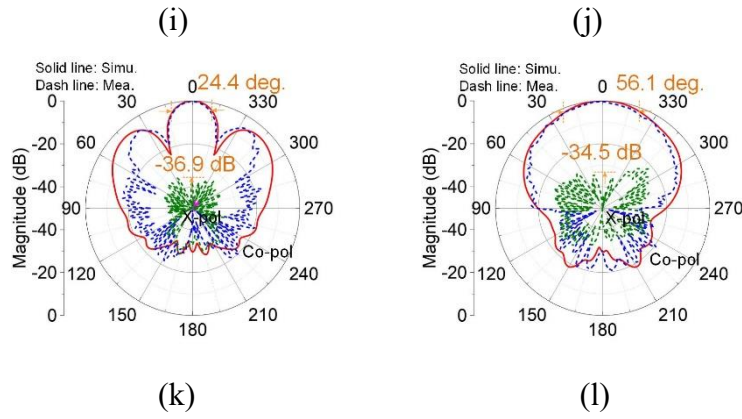 (i)
(j)
Solid line: Simu.
Dash line: Mea.
0
24.4 deg.
30
330
60
300
90
270
120
240
150
210
180
0
-20
-40
-40
-20
0
Magnitude (dB)
-36.9 dB
X-pol
Co-pol
Solid line: Simu.
Dash line: Mea.
0
56.1 deg.
30
330
60
300
90
270
120
240
150
210
180
0
-20
-40
-40
-20
0
Magnitude (dB)
-34.5 dB
X-pol
Co-pol
(k)
(l)